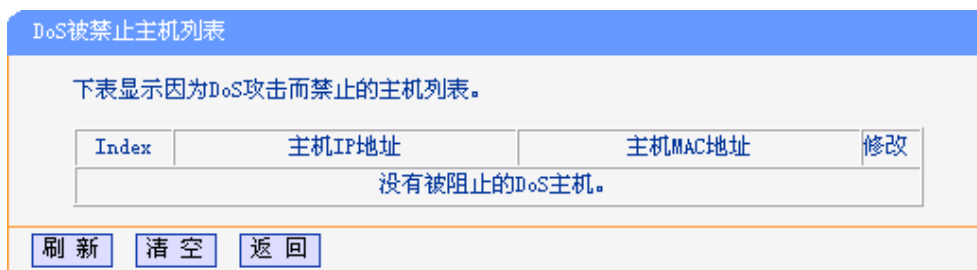 DoS被禁止主机列表
下表显示因为DoS攻击而禁止的主机列表。
Index 主机IP地址 主机MAC地址 修改
没有被阻止的DoS主机。
刷 新 清 空 返 回